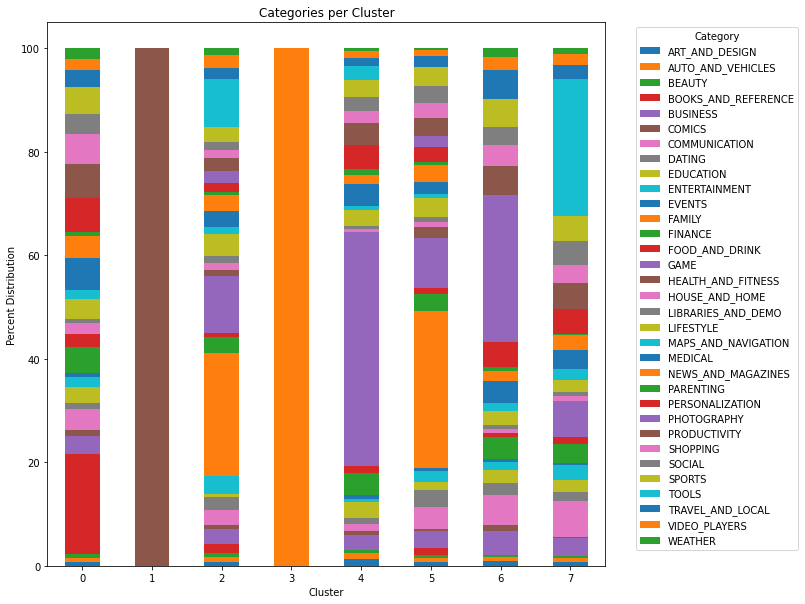 Categories per Cluster
Percent Distribution
100
80
60
40
20
0
0 1 2 3 4 5 6 7
Cluster
Category
ART_AND_DESIGN
AUTO_AND_VEHICLES
BEAUTY
BOOKS_AND_REFERENCE
BUSINESS
COMICS
COMMUNICATION
DATING
EDUCATION
ENTERTAINMENT
EVENTS
FAMILY
FINANCE
FOOD_AND_DRINK
GAME
HEALTH_AND_FITNESS
HOUSE_AND_HOME
LIBRARIES_AND_DEMO
LIFESTYLE
MAPS_AND_NAVIGATION
MEDICAL
NEWS_AND_MAGAZINES
PARENTING
PERSONALIZATION
PHOTOGRAPHY
PRODUCTIVITY
SHOPPING
SOCIAL
SPORTS
TOOLS
TRAVEL_AND_LOCAL
VIDEO_PLAYERS
WEATHER